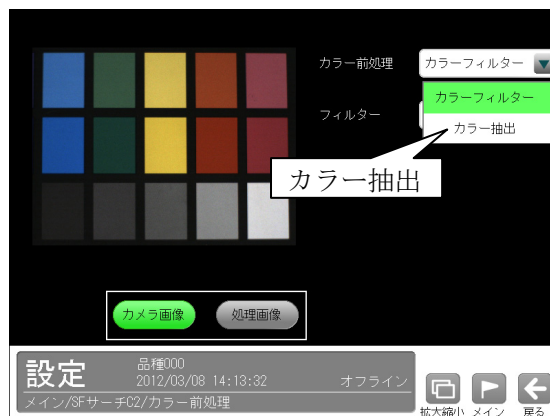 カラー前処理
カラーフィルター
フィルター
カラーフィルター
カラー抽出
カラー抽出
カメラ画像
処理画像
設定
品種000
2012/03/08 14:13:32
オフライン
メイン/SFサーチC2/カラー前処理
拡大縮小
メイン
戻る